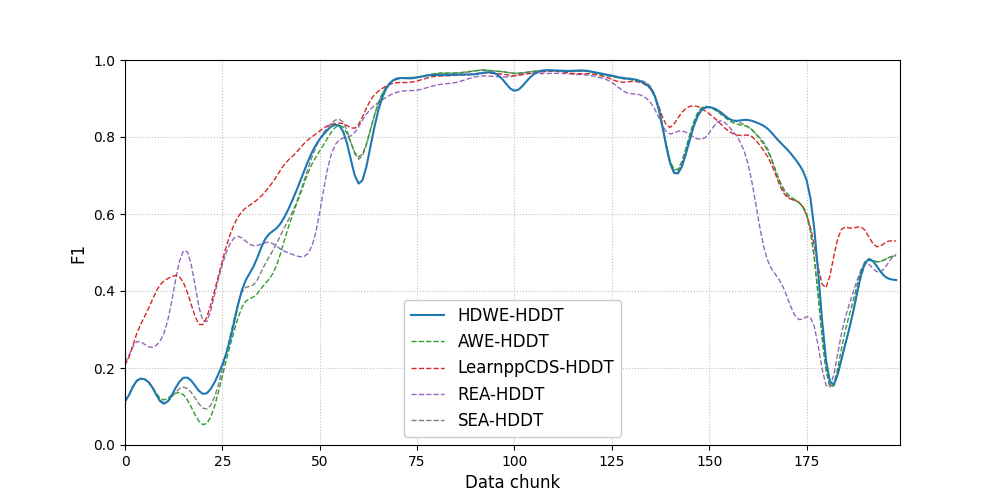 1.0
0.8
0.6
0.4
0.2
0.0
F1
HDWE-HDDT
AWE-HDDT
LearnppCDS-HDDT
REA-HDDT
SEA-HDDT
0 25 50 75 100 125 150 175
Data chunk